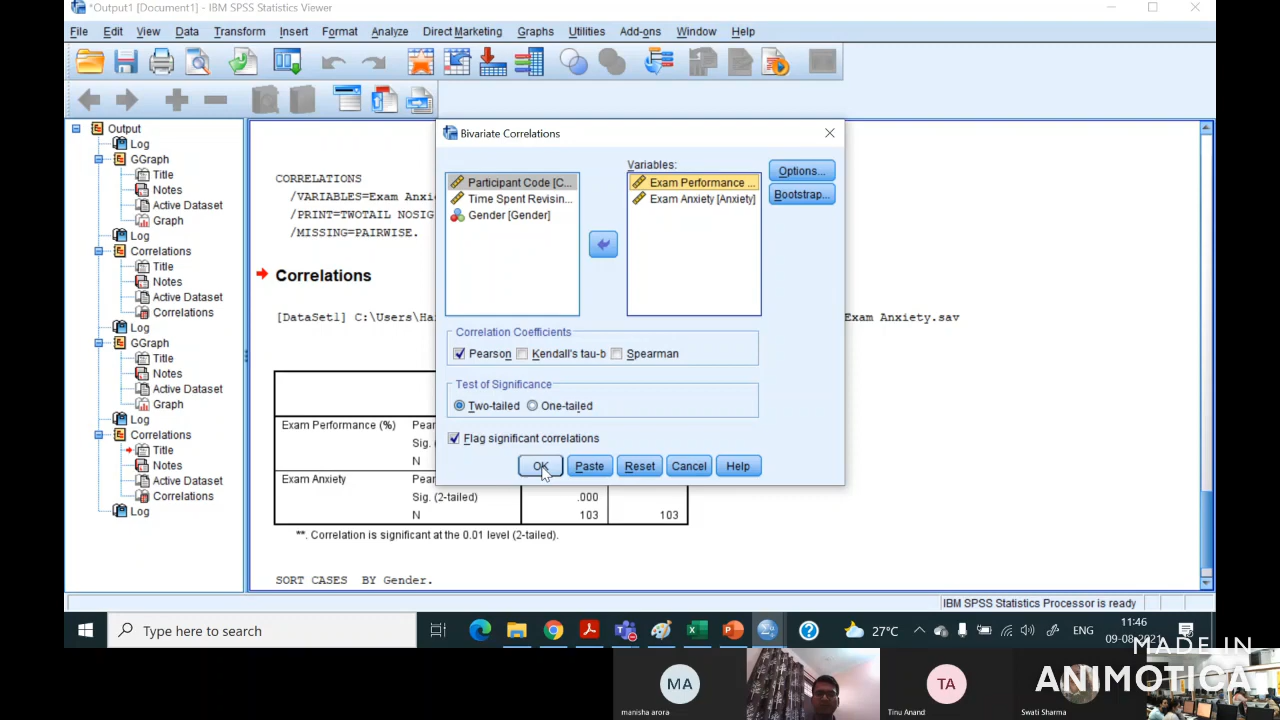 *Output1 [Document1] - IBM SPSS Statistics Viewer
File Edit View Data Transform Insert Format Analyze Direct Marketing Graphs Utilities Add-ons Window Help
Output
Log
GGraph
Title
Notes
Active Dataset
Graph
Log
Correlations
Title
Notes
Active Dataset
Correlations
Log
GGraph
Title
Notes
Active Dataset
Graph
Log
Correlations
Title
Notes
Active Dataset
Correlations
Log
CORRELATIONS
/VARIABLES=Exam Anxi
/PRINT=TWOTAIL NOSIG
/MISSING=PAIRWISE.
Correlations
[DataSet1] C:\Users\Ha
Exam Anxiety.sav
Exam Performance (%) Pear
Sig. (
N
Exam Anxiety Pear
Sig. (2-tailed) .000
N 103 103
**. Correlation is significant at the 0.01 level (2-tailed).
SORT CASES BY Gender.
Bivariate Correlations
Participant Code [C...
Time Spent Revisin...
Gender [Gender]
Variables:
Exam Performance ...
Exam Anxiety [Anxiety]
Options...
Bootstrap...
Correlation Coefficients
Pearson Kendall's tau-b Spearman
Test of Significance
Two-tailed One-tailed
Flag significant correlations
OK Paste Reset Cancel Help
IBM SPSS Statistics Processor is ready
Type here to search
27°C
ENG
11:46
09-08-2021
MA
manisha arora
TA
Tinu Anand
Swati Sharma
MADE IN
ANIMOTICA